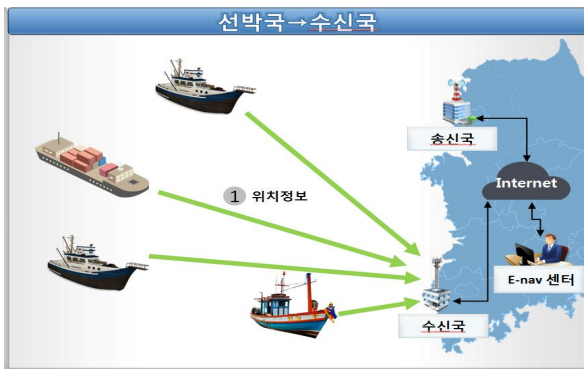 선박국→수신국
송신국
Internet
① 위치정보
E-nav 센터
수신국